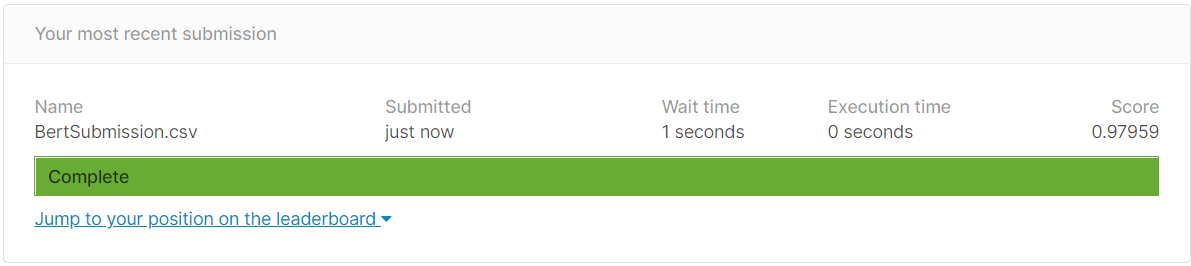 Your most recent submission
Name Submitted Wait time Execution time Score
BertSubmission.csv just now 1 seconds 0 seconds 0.97959
Complete
Jump to your position on the leaderboard